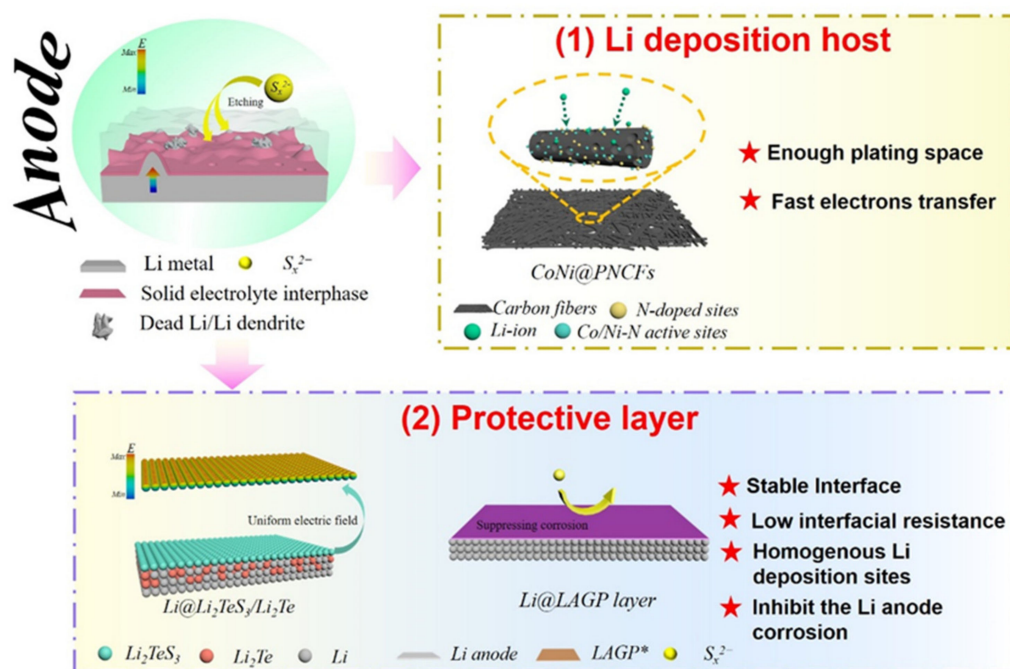 Anode
E
Max
Min
Sₓ²⁻
Etching
Li metal
Sₓ²⁻
Solid electrolyte interphase
Dead Li/Li dendrite
(1) Li deposition host
CoNi@PNCFs
Carbon fibers
N-doped sites
Li-ion
Co/Ni-N active sites
★ Enough plating space
★ Fast electrons transfer
(2) Protective layer
E
Max
Min
Uniform electric field
Li@Li₂TeS₃/Li₂Te
Suppressing corrosion
Li@LAGP layer
★ Stable Interface
★ Low interfacial resistance
★ Homogenous Li
deposition sites
★ Inhibit the Li anode
corrosion
Li₂TeS₃
Li₂Te
Li
Li anode
LAGP*
Sₓ²⁻